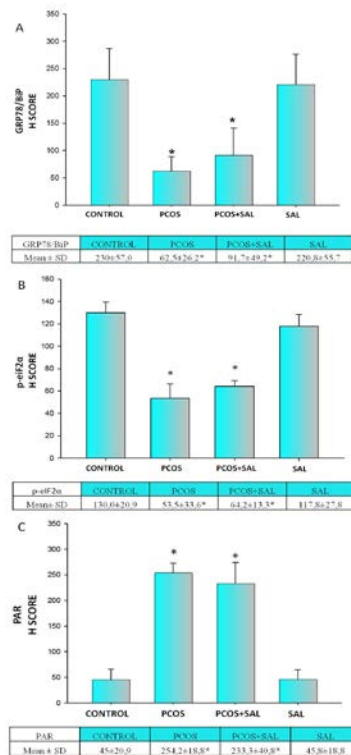 A
GRP78/BiP
H SCORE
350
300
250
200
150
100
50
0
*
*
CONTROL PCOS PCOS+SAL SAL
GRP78/BiP CONTROL PCOS PCOS+SAL SAL
Mean ± SD 230±57,0 62,5±26,2* 91,7±49,2* 220,8±55,7
B
p-eiF2α
H SCORE
160
140
120
100
80
60
40
20
0
*
*
CONTROL PCOS PCOS+SAL SAL
p-eiF2α CONTROL PCOS PCOS+SAL SAL
Mean± SD 130,0±20,9 53,5±33,6* 64,2±13,3* 117,8±27,8
C
PAR
H SCORE
350
300
250
200
150
100
50
0
*
*
CONTROL PCOS PCOS+SAL SAL
PAR CONTROL PCOS PCOS+SAL SAL
Mean ± SD 45±20,9 254,2±18,8* 233,3±40,8* 45,8±18,8